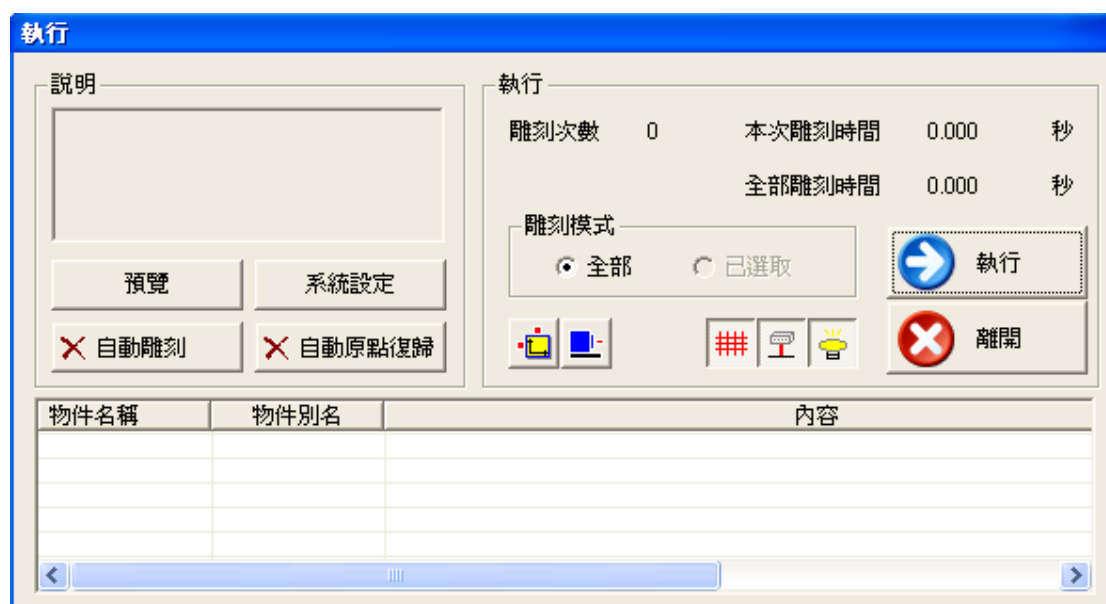 執行
說明
預覽
系統設定
自動雕刻
自動原點復歸
執行
雕刻次數 0 本次雕刻時間 0.000 秒
全部雕刻時間 0.000 秒
雕刻模式
全部 已選取
執行
離開
物件名稱 物件別名 內容